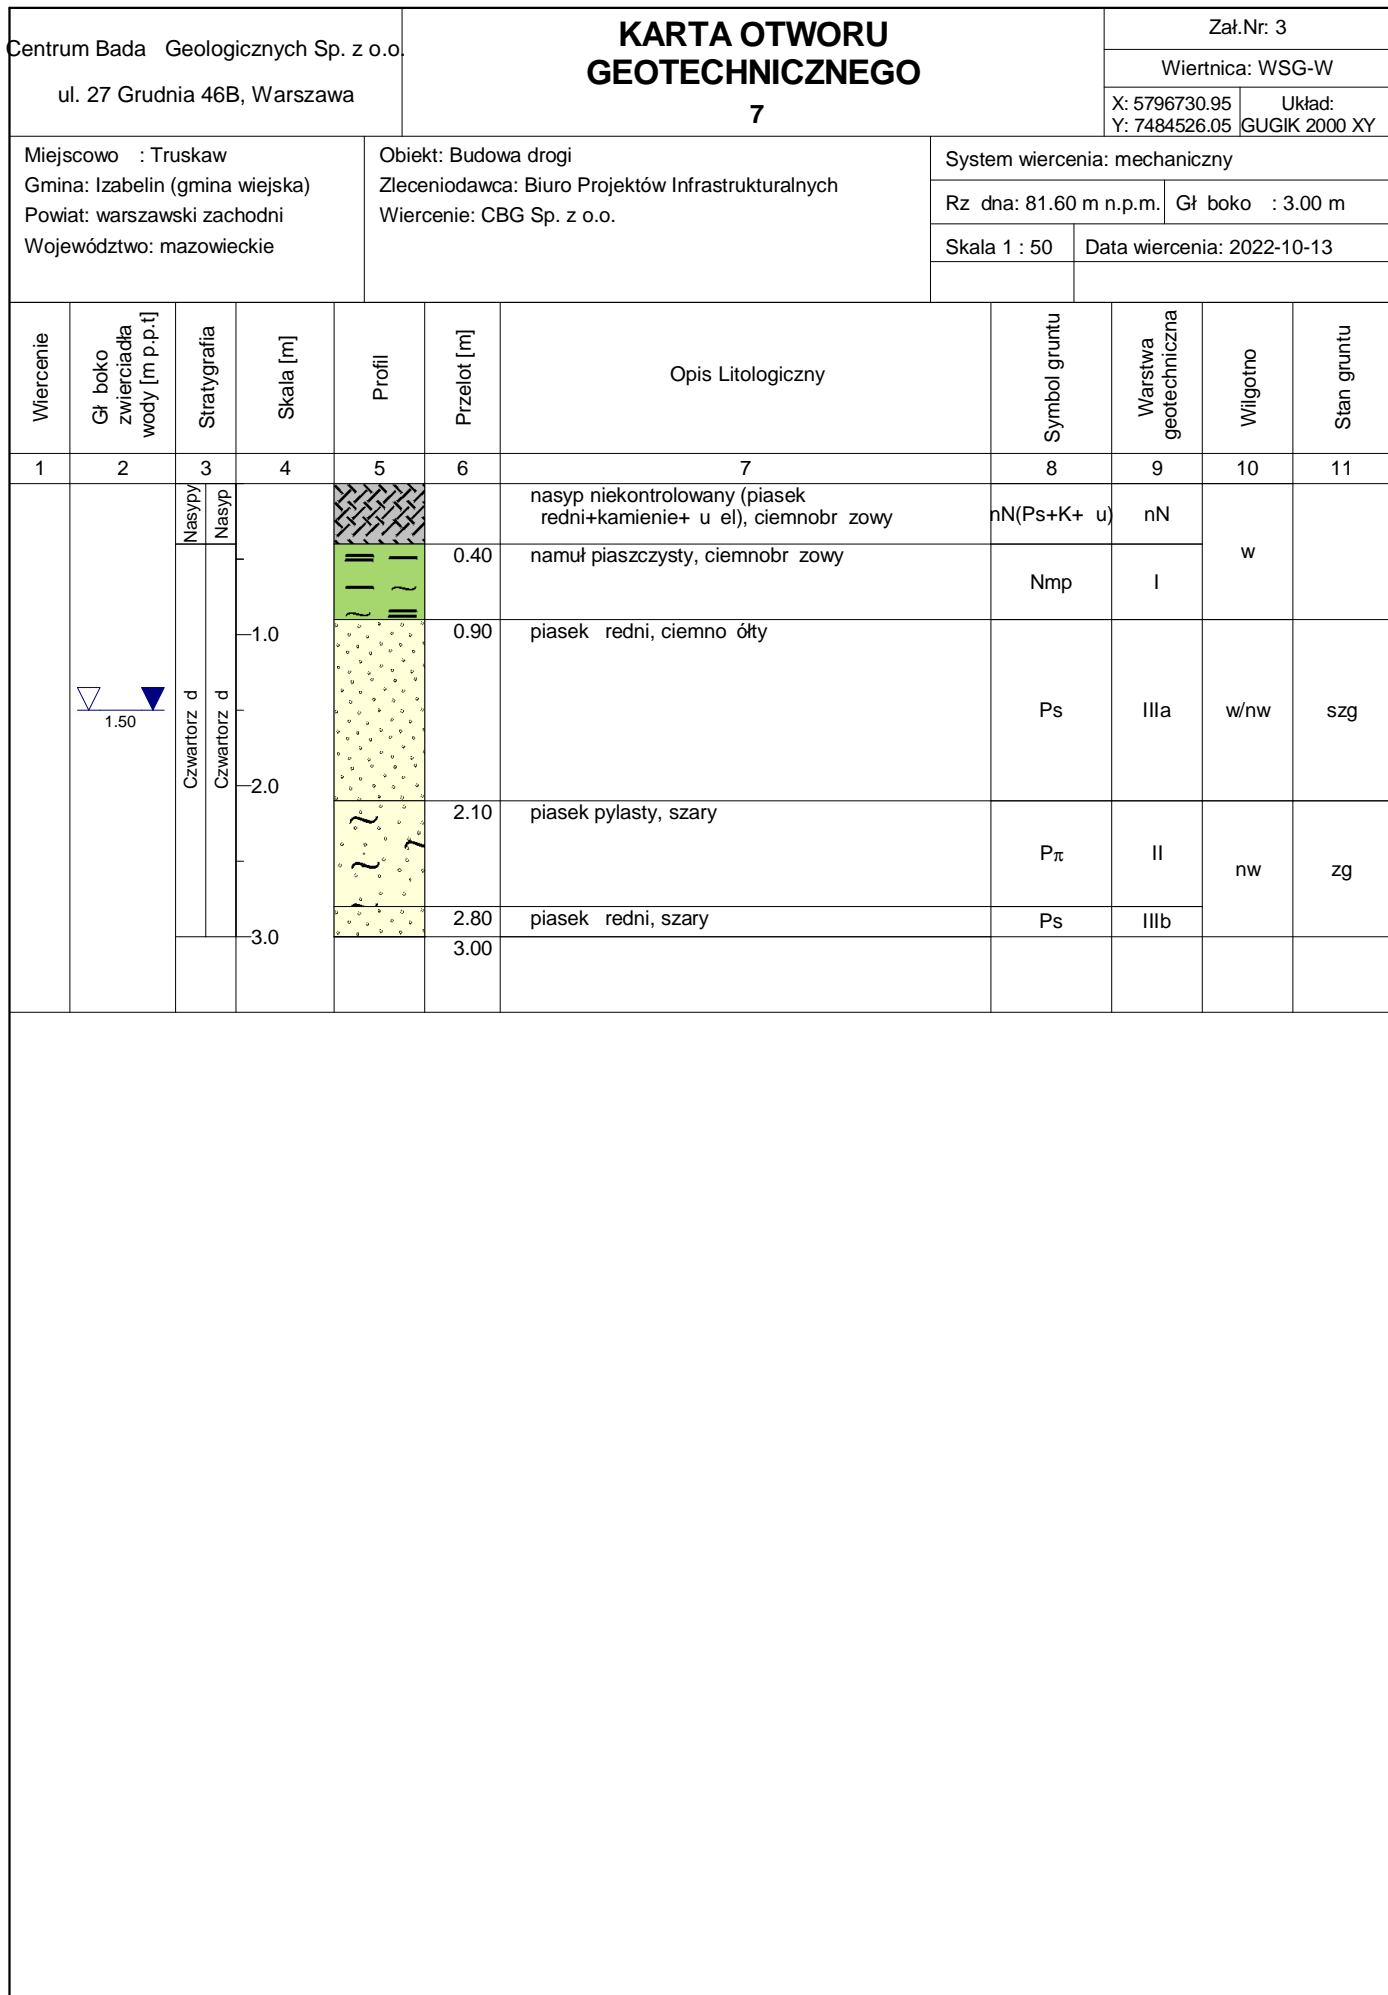 Centrum Bada Geologicznych Sp. z o.o.
ul. 27 Grudnia 46B, Warszawa
KARTA OTWORU
GEOTECHNICZNEGO
7
Zał.Nr: 3
Wiertnica: WSG-W
X: 5796730.95
Y: 7484526.05
Układ:
GUGIK 2000 XY
Miejscowo : Truskaw
Gmina: Izabelin (gmina wiejska)
Powiat: warszawski zachodni
Województwo: mazowieckie
Obiekt: Budowa drogi
Zleceniodawca: Biuro Projektów Infrastrukturalnych
Wiercenie: CBG Sp. z o.o.
System wiercenia: mechaniczny
Rz dna: 81.60 m n.p.m.
Gł boko : 3.00 m
Skala 1 : 50
Data wiercenia: 2022-10-13
Wiercenie
Gł boko
zwierciadła
wody [m p.p.t]
Stratygrafia
Skala [m]
Profil
Przelot [m]
Opis Litologiczny
Symbol gruntu
Warstwa
geotechniczna
Wilgotno
Stan gruntu
1 2 3 4 5 6 7 8 9 10 11
Nasypy
Nasyp
nasyp niekontrolowany (piasek
redni+kamienie+ u el), ciemnobr zowy
nN(Ps+K+ u)
nN
w
0.40
namuł piaszczysty, ciemnobr zowy
Nmp
I
1.0
0.90
piasek redni, ciemno ółty
1.50
Czwartorz d
Czwartorz d
Ps
IIIa
w/nw
szg
2.0
2.10
piasek pylasty, szary
Pπ
II
nw
zg
2.80
piasek redni, szary
Ps
IIIb
3.0
3.00